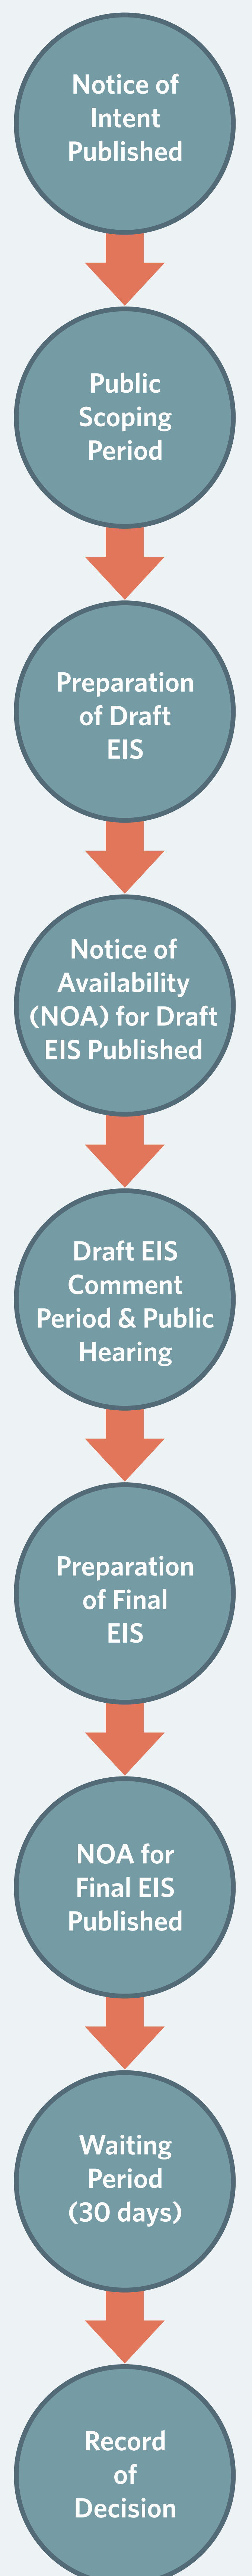 Notice of
Intent
Published
Public
Scoping
Period
Preparation
of Draft
EIS
Notice of
Availability
(NOA) for Draft
EIS Published
Draft EIS
Comment
Period & Public
Hearing
Preparation
of Final
EIS
NOA for
Final EIS
Published
Waiting
Period
(30 days)
Record
of
Decision